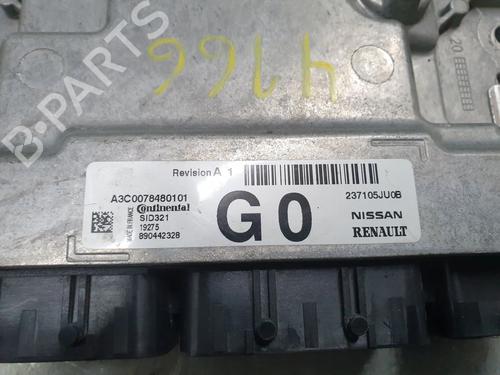 4166
20
B-PARTS
Revision A 1
A3C0078480101
237105JU0B
Continental
SID321
19275
890442328
MADE IN FRANCE
G0
NISSAN
RENAULT